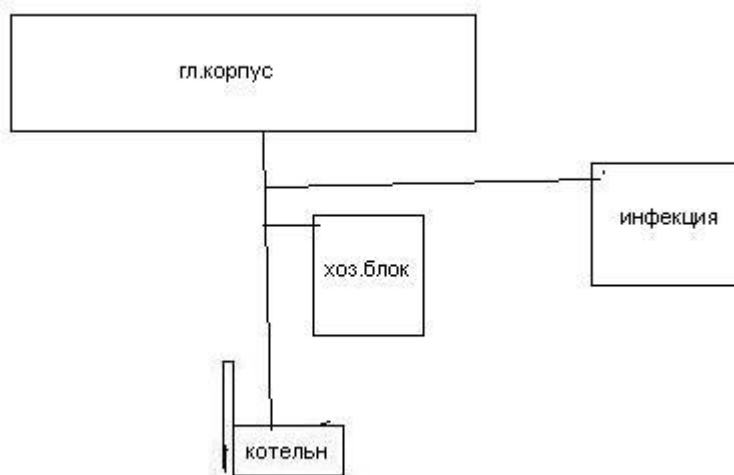 гл.корпус
инфекция
хоз.блок
котельн